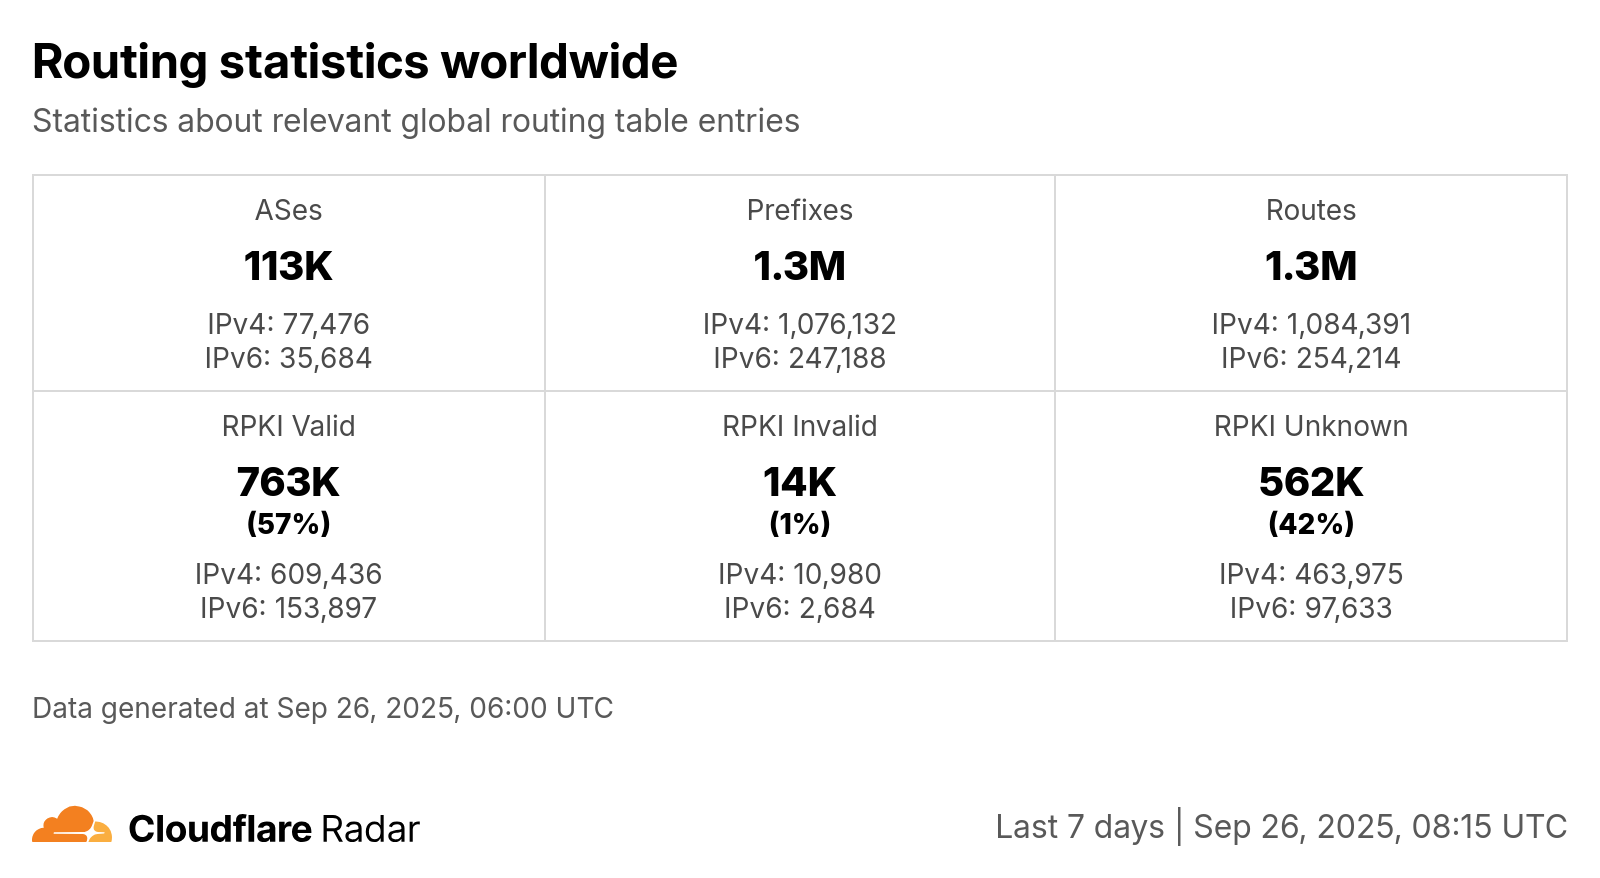 Routing statistics worldwide
Statistics about relevant global routing table entries
ASes
113K
IPv4: 77,476
IPv6: 35,684
Prefixes
1.3M
IPv4: 1,076,132
IPv6: 247,188
Routes
1.3M
IPv4: 1,084,391
IPv6: 254,214
RPKI Valid
763K
(57%)
IPv4: 609,436
IPv6: 153,897
RPKI Invalid
14K
(1%)
IPv4: 10,980
IPv6: 2,684
RPKI Unknown
562K
(42%)
IPv4: 463,975
IPv6: 97,633
Data generated at Sep 26, 2025, 06:00 UTC
Cloudflare Radar
Last 7 days | Sep 26, 2025, 08:15 UTC